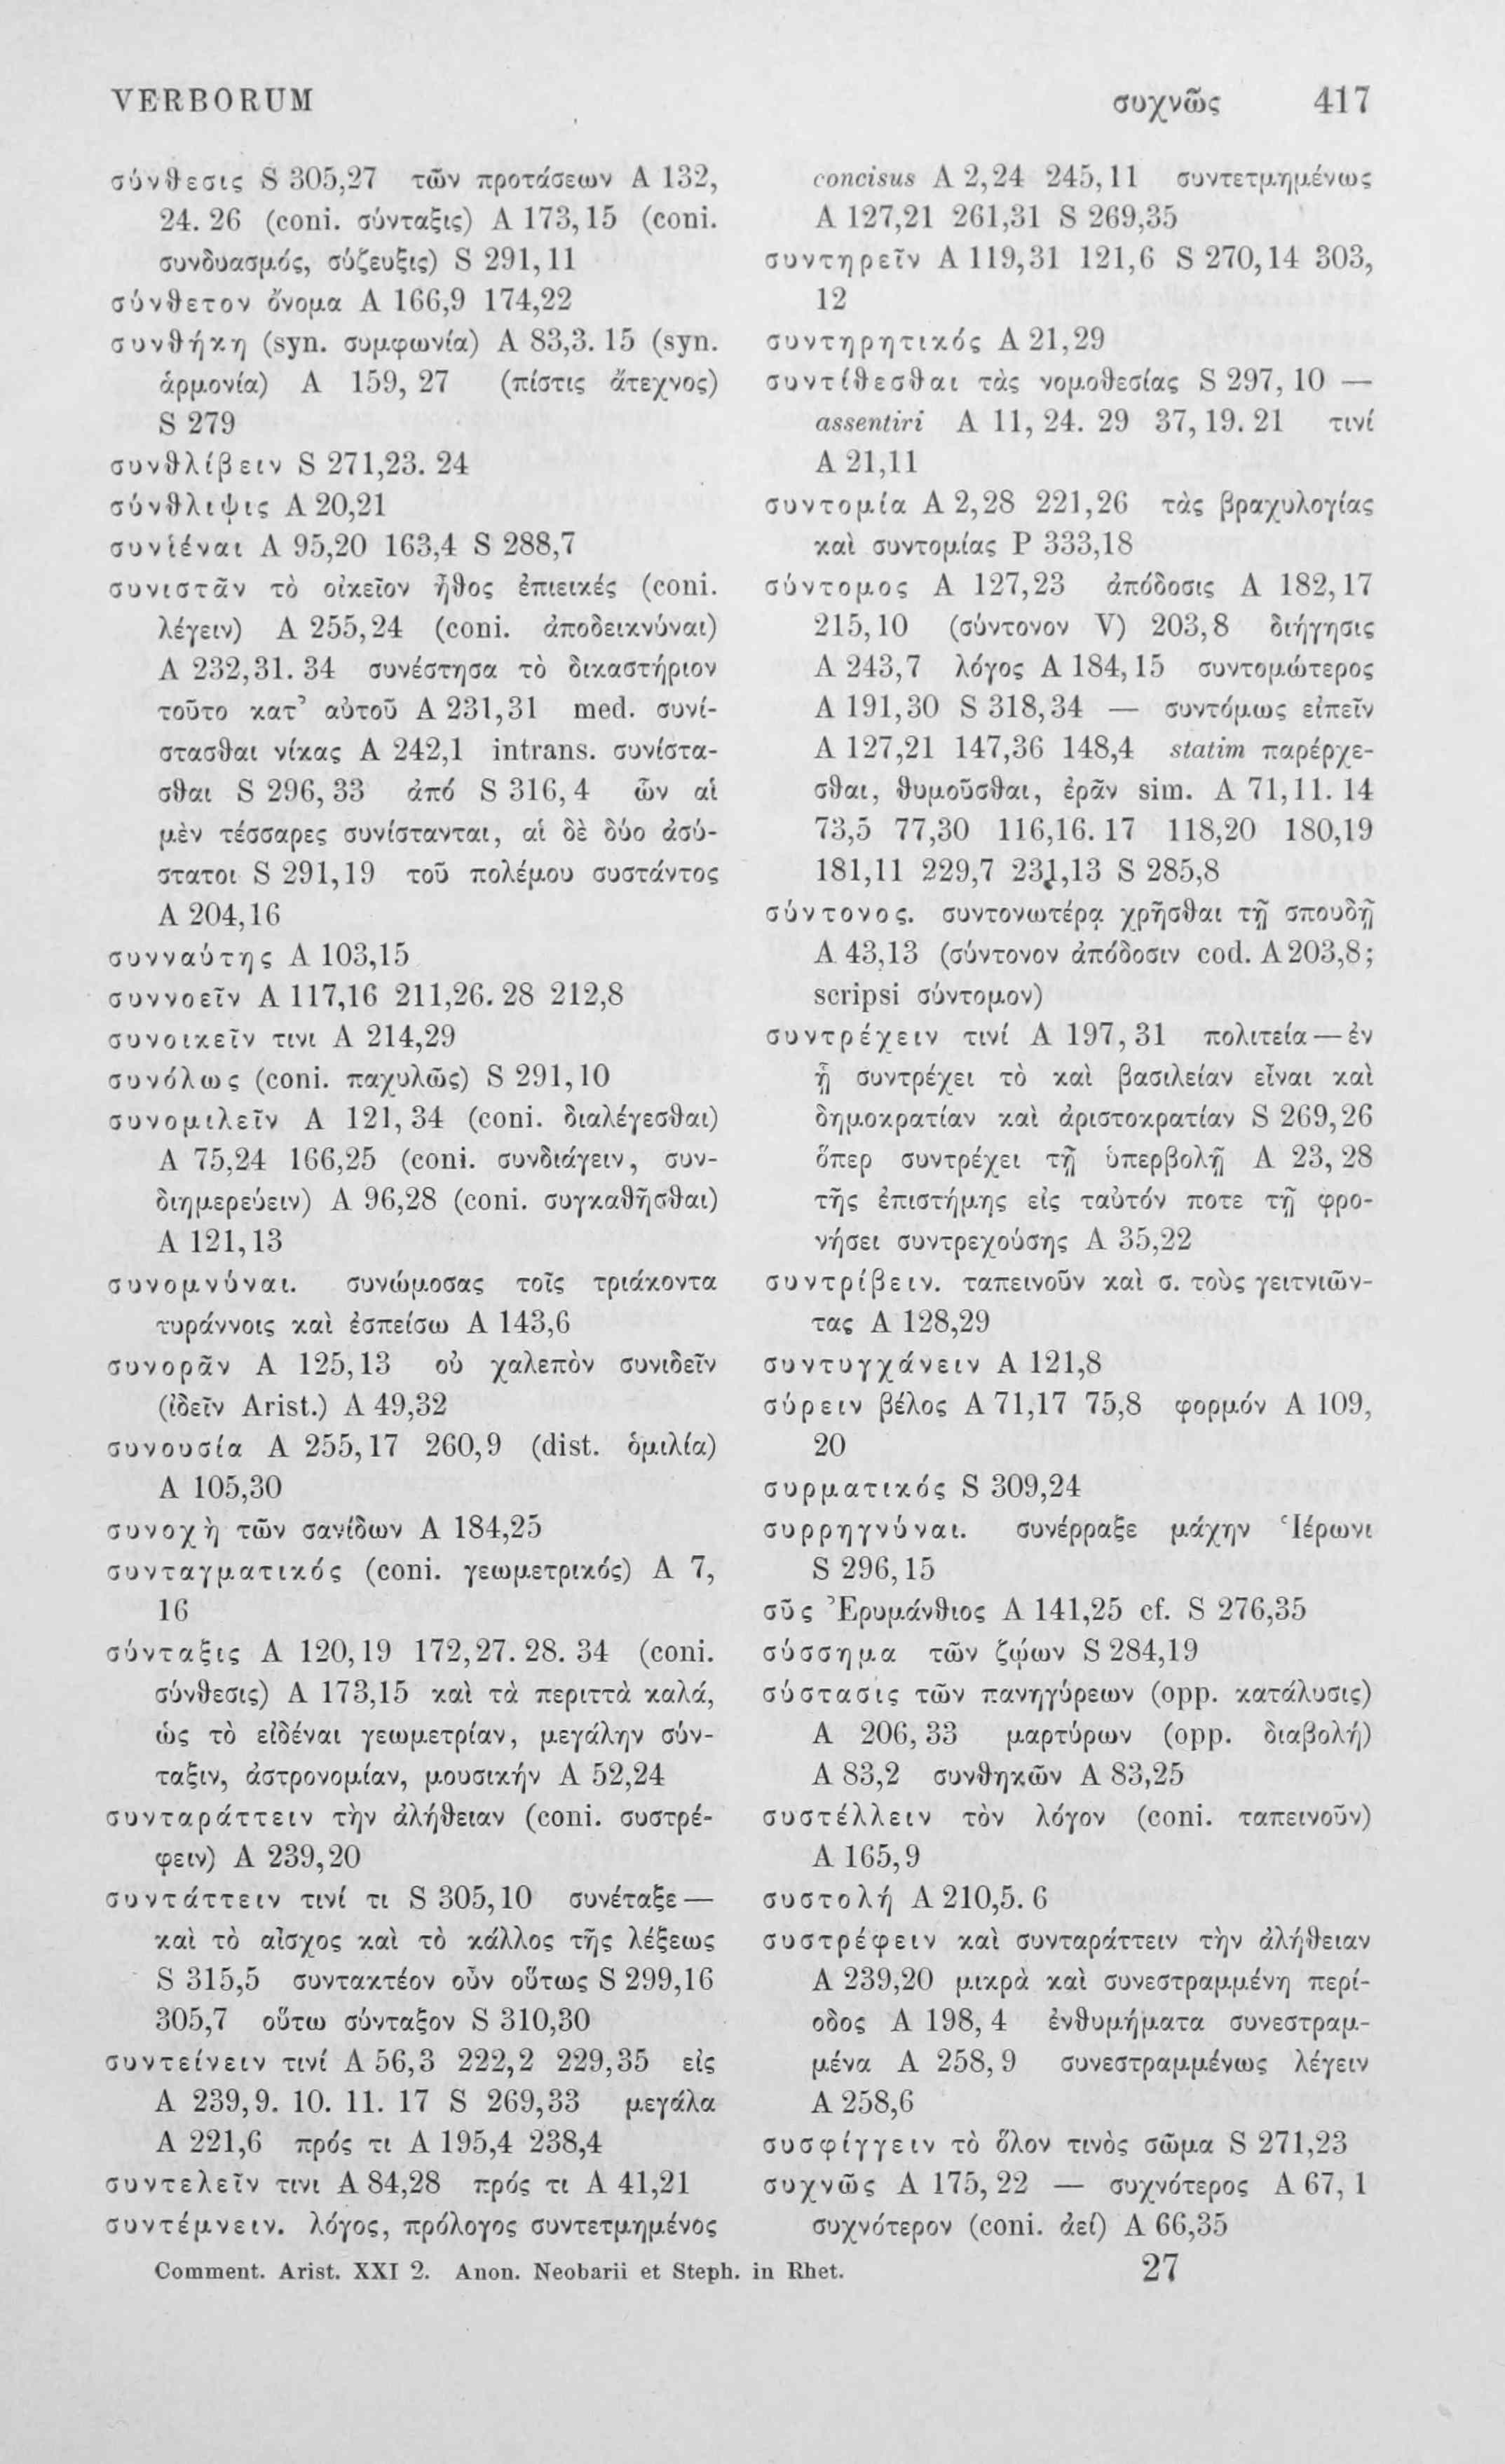 VERBORUM συχνῶς 417
σύνθεσις S 305,27 τῶν προτάσεων A 132,
24. 26 (coni. σύνταξις) A 173,15 (coni.
συνδυασμός, σύζευξις) S 291,11
σύνθετον ὄνομα A 166,9 174,22
συνθήκη (syn. συμφωνία) A 83,3. 15 (syn.
ἁρμονία) A 159, 27 (πίστις ἄτεχνος)
S 279
συνθλίβειν S 271,23. 24
σύνθλιψις A 20,21
συνιέναι A 95,20 163,4 S 288,7
συνιστᾶν τὸ οἰκεῖον ἦθος ἐπιεικές (coni.
λέγειν) A 255,24 (coni. ἀποδεικνύναι)
A 232,31. 34 συνέστησα τὸ δικαστήριον
τοῦτο κατ’ αὐτοῦ A 231,31 med. συνί-
στασθαι νίκας A 242,1 intrans. συνίστα-
σθαι S 296, 33 ἀπό S 316, 4 ὧν αἱ
μὲν τέσσαρες συνίστανται, αἱ δὲ δύο ἀσύ-
στατοι S 291,19 τοῦ πολέμου συστάντος
A 204,16
συνναύτης A 103,15
συννοεῖν A 117,16 211,26. 28 212,8
συνοικεῖν τινι A 214,29
συνόλως (coni. παχυλῶς) S 291,10
συνομιλεῖν A 121, 34 (coni. διαλέγεσθαι)
A 75,24 166,25 (coni. συνδιάγειν, συν-
διημερεύειν) A 96,28 (coni. συγκαθῆσθαι)
A 121,13
συνομνύναι. συνώμοσας τοῖς τριάκοντα
τυράννοις καὶ ἐσπείσω A 143,6
συνορᾶν A 125,13 οὐ χαλεπὸν συνιδεῖν
(ἰδεῖν Arist.) A 49,32
συνουσία A 255,17 260,9 (dist. ὁμιλία)
A 105,30
συνοχὴ τῶν σανίδων A 184,25
συνταγματικός (coni. γεωμετρικός) A 7,
16
σύνταξις A 120,19 172,27. 28. 34 (coni.
σύνθεσις) A 173,15 καὶ τὰ περιττὰ καλά,
ὡς τὸ εἰδέναι γεωμετρίαν, μεγάλην σύν-
ταξιν, ἀστρονομίαν, μουσικήν A 52,24
συνταράττειν τὴν ἀλήθειαν (coni. συστρέ-
φειν) A 239,20
συντάττειν τινί τι S 305,10 συνέταξε —
καὶ τὸ αἶσχος καὶ τὸ κάλλος τῆς λέξεως
S 315,5 συντακτέον οὖν οὕτως S 299,16
305,7 οὕτω σύνταξον S 310,30
συντείνειν τινί A 56,3 222,2 229,35 εἰς
A 239,9. 10. 11. 17 S 269,33 μεγάλα
A 221,6 πρός τι A 195,4 238,4
συντελεῖν τινι A 84,28 πρός τι A 41,21
συντέμνειν. λόγος, πρόλογος συντετμημένος
concisus A 2,24 245,11 συντετμημένως
A 127,21 261,31 S 269,35
συντηρεῖν A 119,31 121,6 S 270,14 303,
12
συντηρητικός A 21,29
συντίθεσθαι τὰς νομοθεσίας S 297, 10 —
assentiri A 11, 24. 29 37, 19. 21 τινί
A 21,11
συντομία A 2,28 221,26 τὰς βραχυλογίας
καὶ συντομίας P 333,18
σύντομος A 127,23 ἀπόδοσις A 182,17
215,10 (σύντονον V) 203,8 διήγησις
A 243,7 λόγος A 184,15 συντομώτερος
A 191,30 S 318,34 — συντόμως εἰπεῖν
A 127,21 147,36 148,4 statim παρέρχε-
σθαι, θυμοῦσθαι, ἐρᾶν sim. A 71,11. 14
73,5 77,30 116,16. 17 118,20 180,19
181,11 229,7 231,13 S 285,8
σύντονος. συντονωτέρᾳ χρῆσθαι τῇ σπουδῇ
A 43,13 (σύντονον ἀπόδοσιν cod. A 203,8;
scripsi σύντομον)
συντρέχειν τινί A 197, 31 πολιτεία — ἐν
ᾗ συντρέχει τὸ καὶ βασιλείαν εἶναι καὶ
δημοκρατίαν καὶ ἀριστοκρατίαν S 269,26
ὅπερ συντρέχει τῇ ὑπερβολῇ A 23, 28
τῆς ἐπιστήμης εἰς ταὐτόν ποτε τῇ φρο-
νήσει συντρεχούσης A 35,22
συντρίβειν. ταπεινοῦν καὶ σ. τοὺς γειτνιῶν-
τας A 128,29
συντυγχάνειν A 121,8
σύρειν βέλος A 71,17 75,8 φορμόν A 109,
20
συρματικός S 309,24
συρρηγνύναι. συνέρραξε μάχην Ἱέρωνι
S 296,15
σῦς Ἐρυμάνθιος A 141,25 cf. S 276,35
σύσσημα τῶν ζῴων S 284,19
σύστασις τῶν πανηγύρεων (opp. κατάλυσις)
A 206, 33 μαρτύρων (opp. διαβολή)
A 83,2 συνθηκῶν A 83,25
συστέλλειν τὸν λόγον (coni. ταπεινοῦν)
A 165,9
συστολή A 210,5. 6
συστρέφειν καὶ συνταράττειν τὴν ἀλήθειαν
A 239,20 μικρὰ καὶ συνεστραμμένη περί-
οδος A 198, 4 ἐνθυμήματα συνεστραμ-
μένα A 258, 9 συνεστραμμένως λέγειν
A 258,6
συσφίγγειν τὸ ὅλον τινὸς σῶμα S 271,23
συχνῶς A 175, 22 — συχνότερος A 67, 1
συχνότερον (coni. ἀεί) A 66,35
Comment. Arist. XXI 2. Anon. Neobarii et Steph. in Rhet. 27